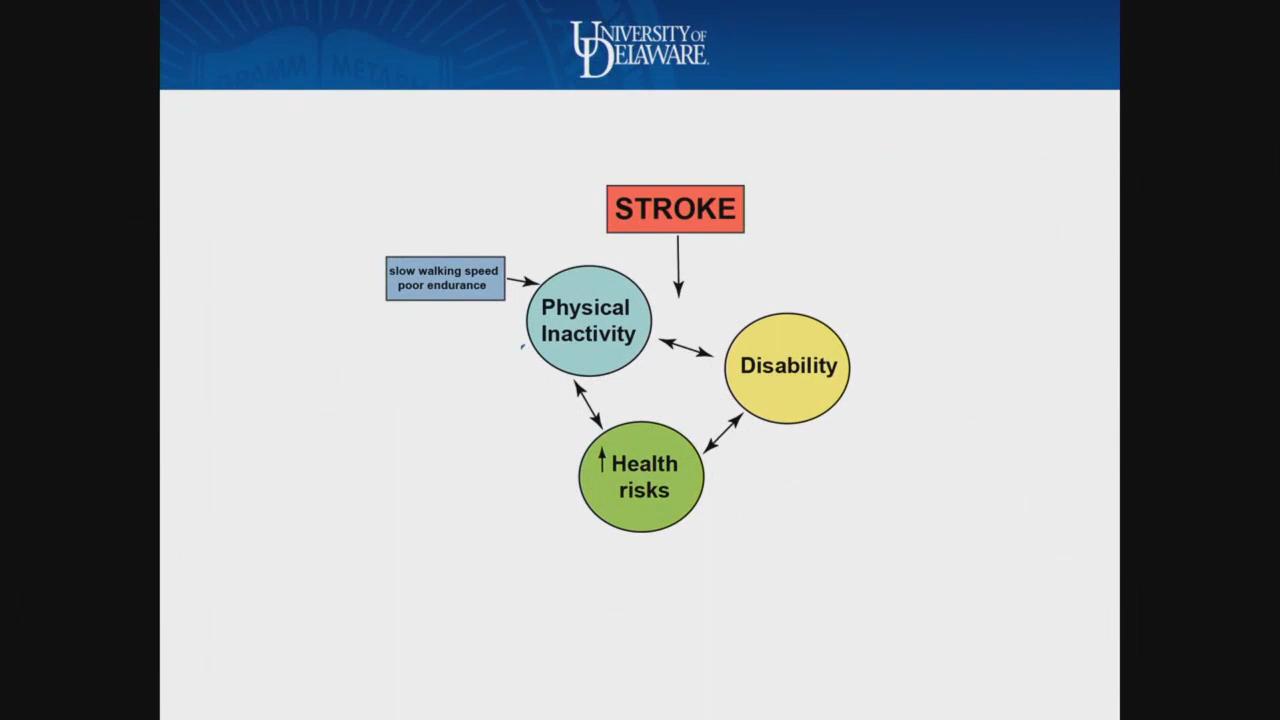 UNIVERSITY OF
DELAWARE.
STROKE
slow walking speed
poor endurance
Physical
Inactivity
Disability
Health
risks